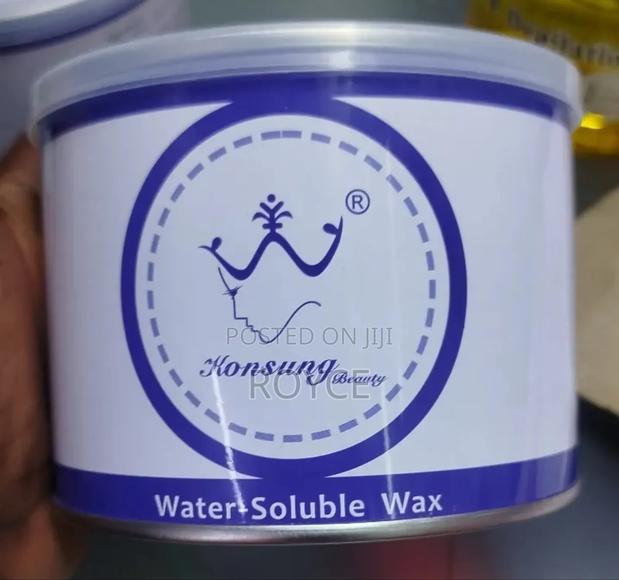 ®
POSTED ON JIJI
Konsung Beauty
ROYCE
Water-Soluble Wax